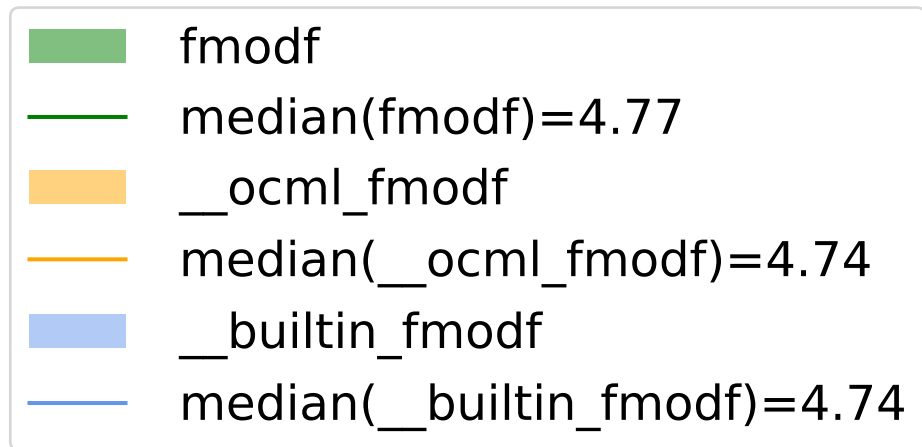 fmodf
median(fmodf)=4.77
__ocml_fmodf
median(__ocml_fmodf)=4.74
__builtin_fmodf
median(__builtin_fmodf)=4.74